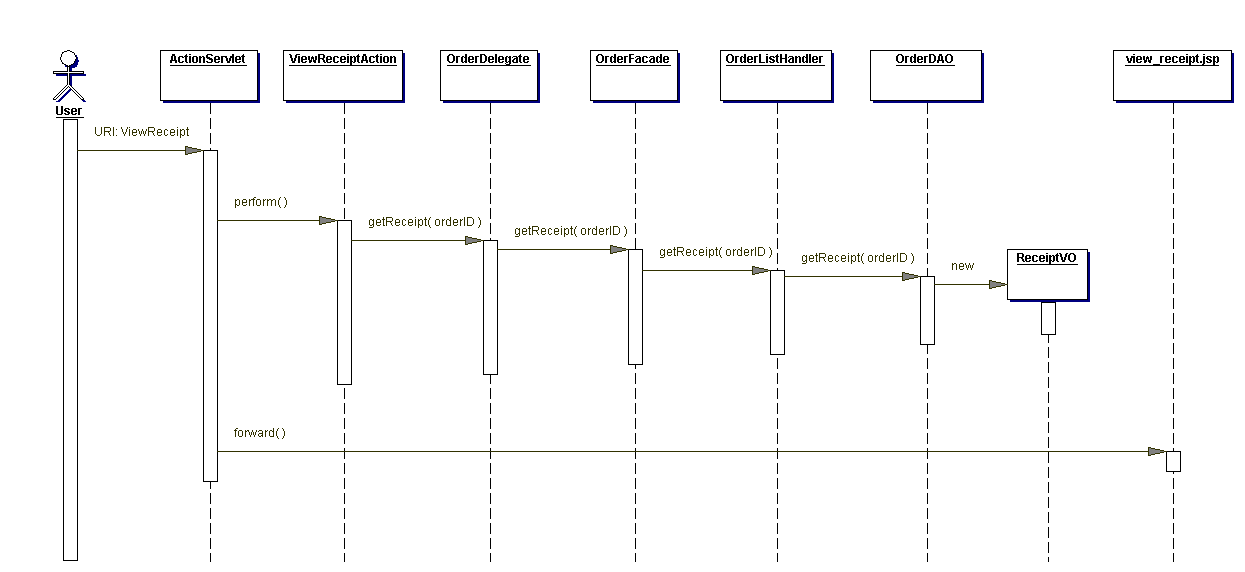 ActionServlet
ViewReceiptAction
OrderDelegate
OrderFacade
OrderListHandler
OrderDAO
view_receipt.jsp
User
URI: ViewReceipt
perform( )
getReceipt( orderID )
getReceipt( orderID )
getReceipt( orderID )
getReceipt( orderID )
new
ReceiptVO
forward( )